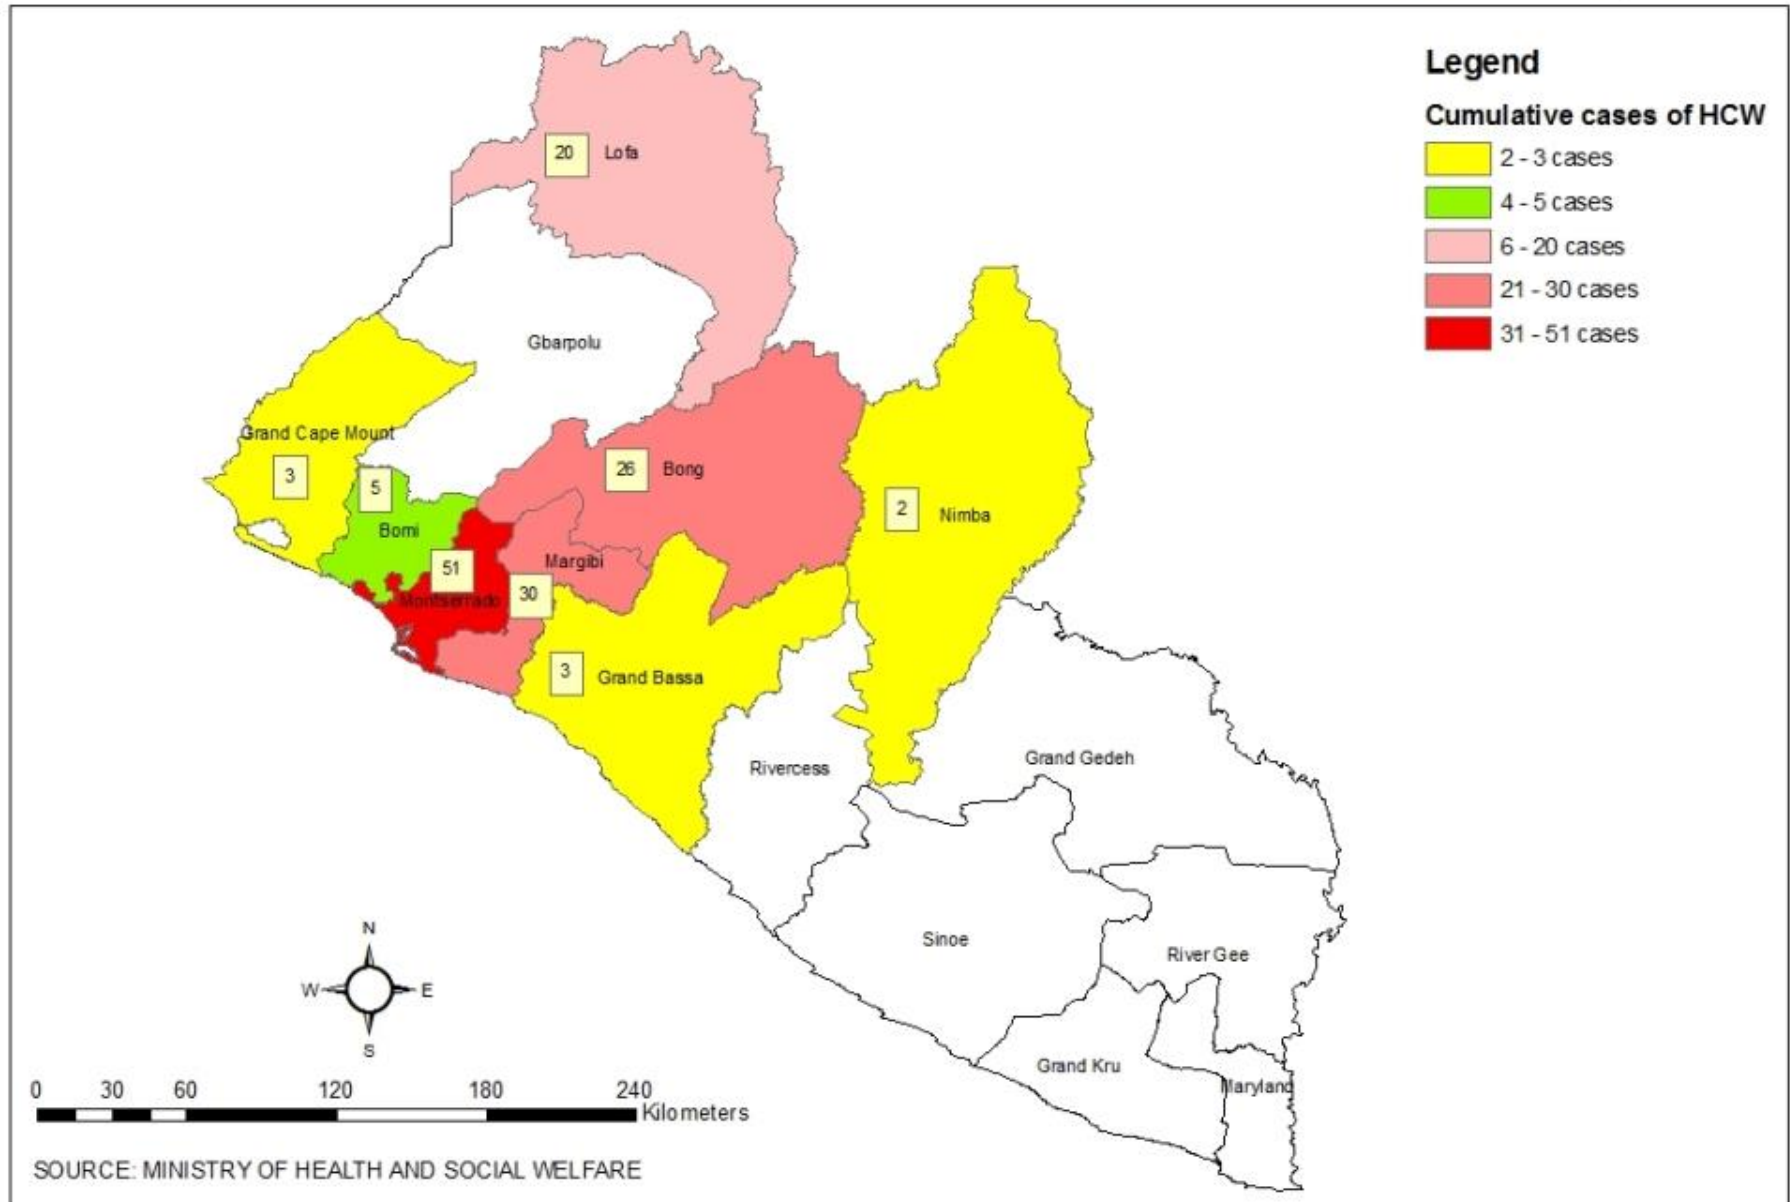 Legend
Cumulative cases of HCW
2 - 3 cases
4 - 5 cases
6 - 20 cases
21 - 30 cases
31 - 51 cases
20 Lofa
Gbarpolu
Grand Cape Mount
3
5
Bomi
26 Bong
2 Nimba
51
Montserrado
Margibi
30
3 Grand Bassa
Rivercess
Grand Gedeh
Sinoe
River Gee
Grand Kru
Maryland
N
W E
S
0 30 60 120 180 240
Kilometers
SOURCE: MINISTRY OF HEALTH AND SOCIAL WELFARE